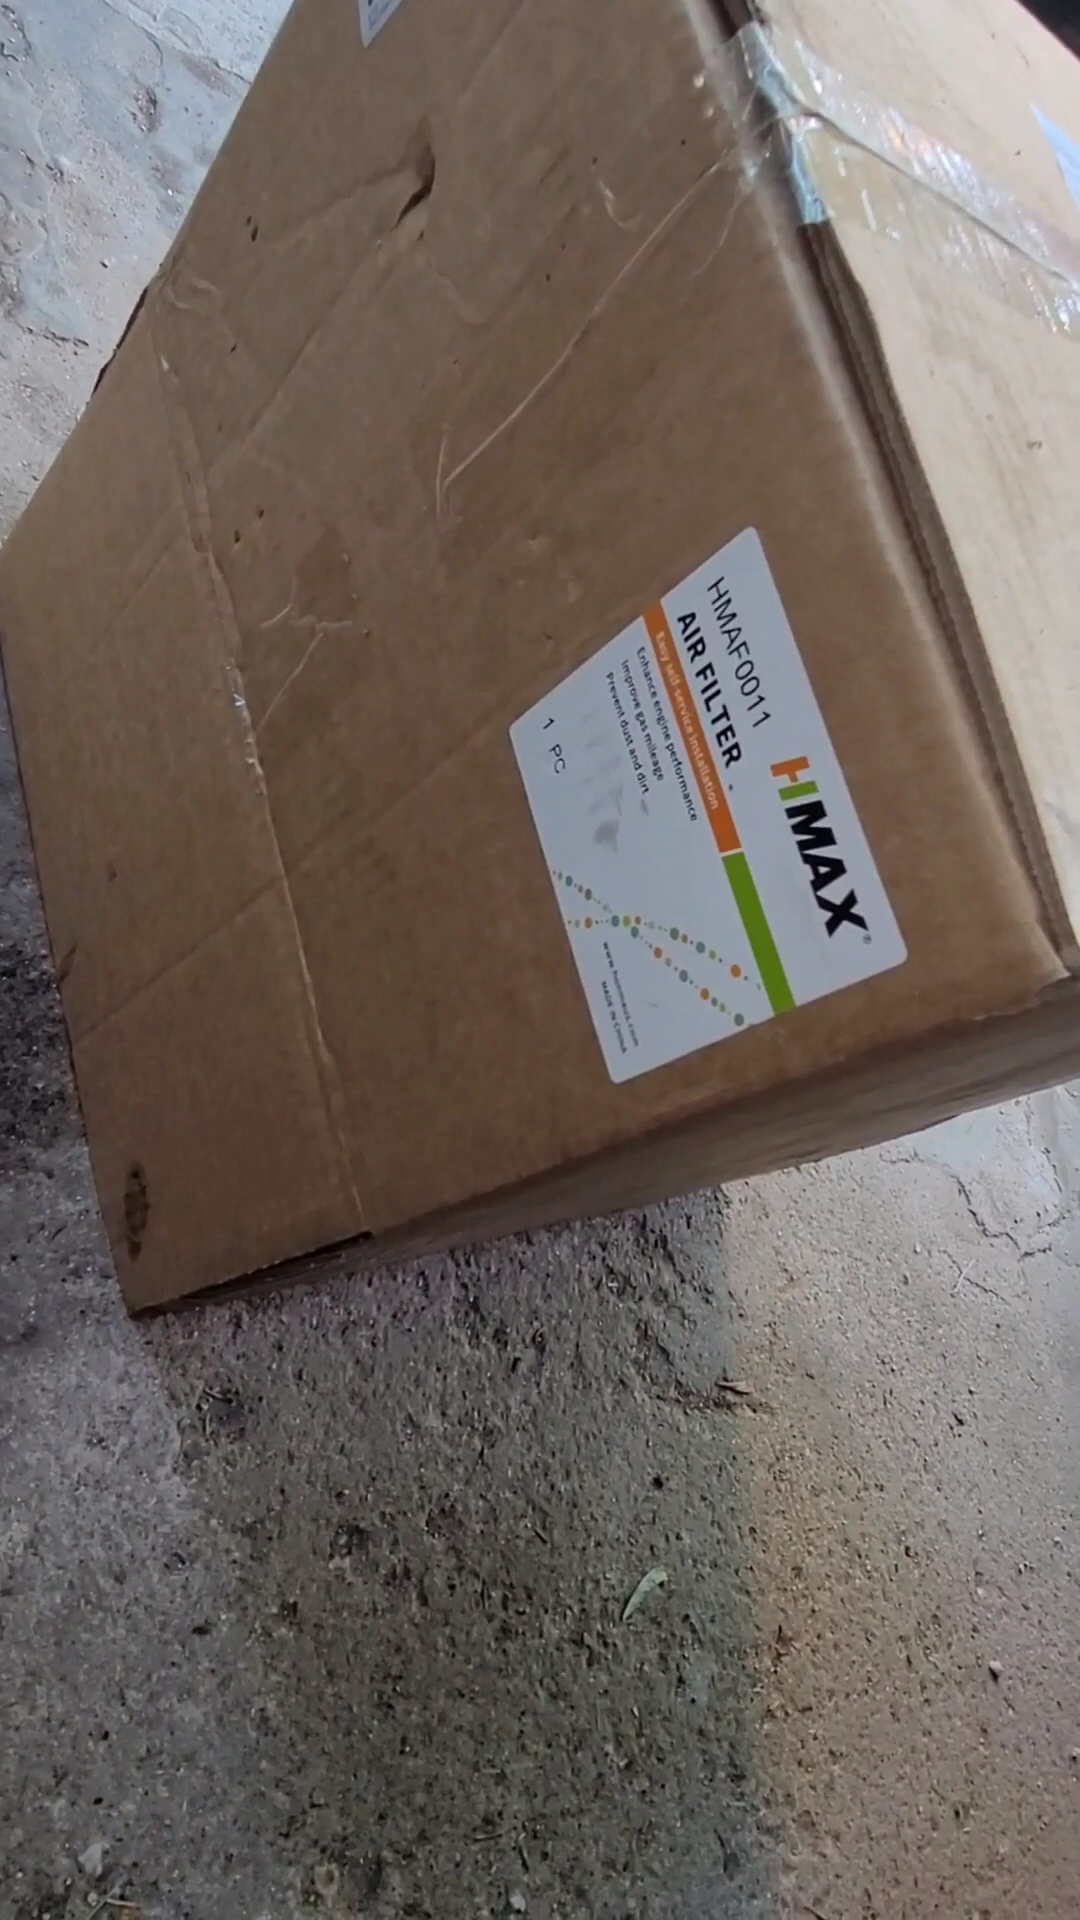 HMAX®
HMAF0011
AIR FILTER
Easy self-service installation
Enhance engine performance
Improve gas mileage
Prevent dust and dirt
1 PC
MADE IN CHINA